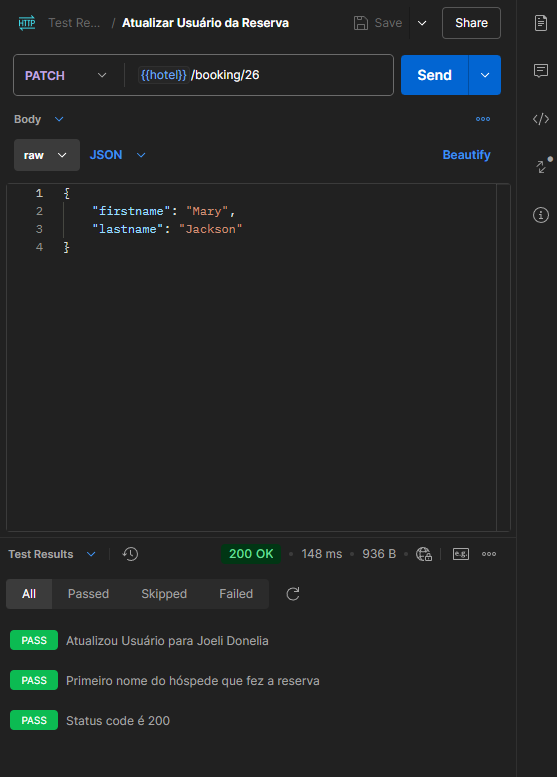 HTTP Test Re... / Atualizar Usuário da Reserva Save Share
PATCH {{hotel}} /booking/26 Send
Body
raw JSON Beautify
1 {
2 "firstname": "Mary",
3 "lastname": "Jackson"
4 }
Test Results 200 OK • 148 ms • 936 B • e.g.
All Passed Skipped Failed
PASS Atualizou Usuário para Joeli Donelia
PASS Primeiro nome do hóspede que fez a reserva
PASS Status code é 200